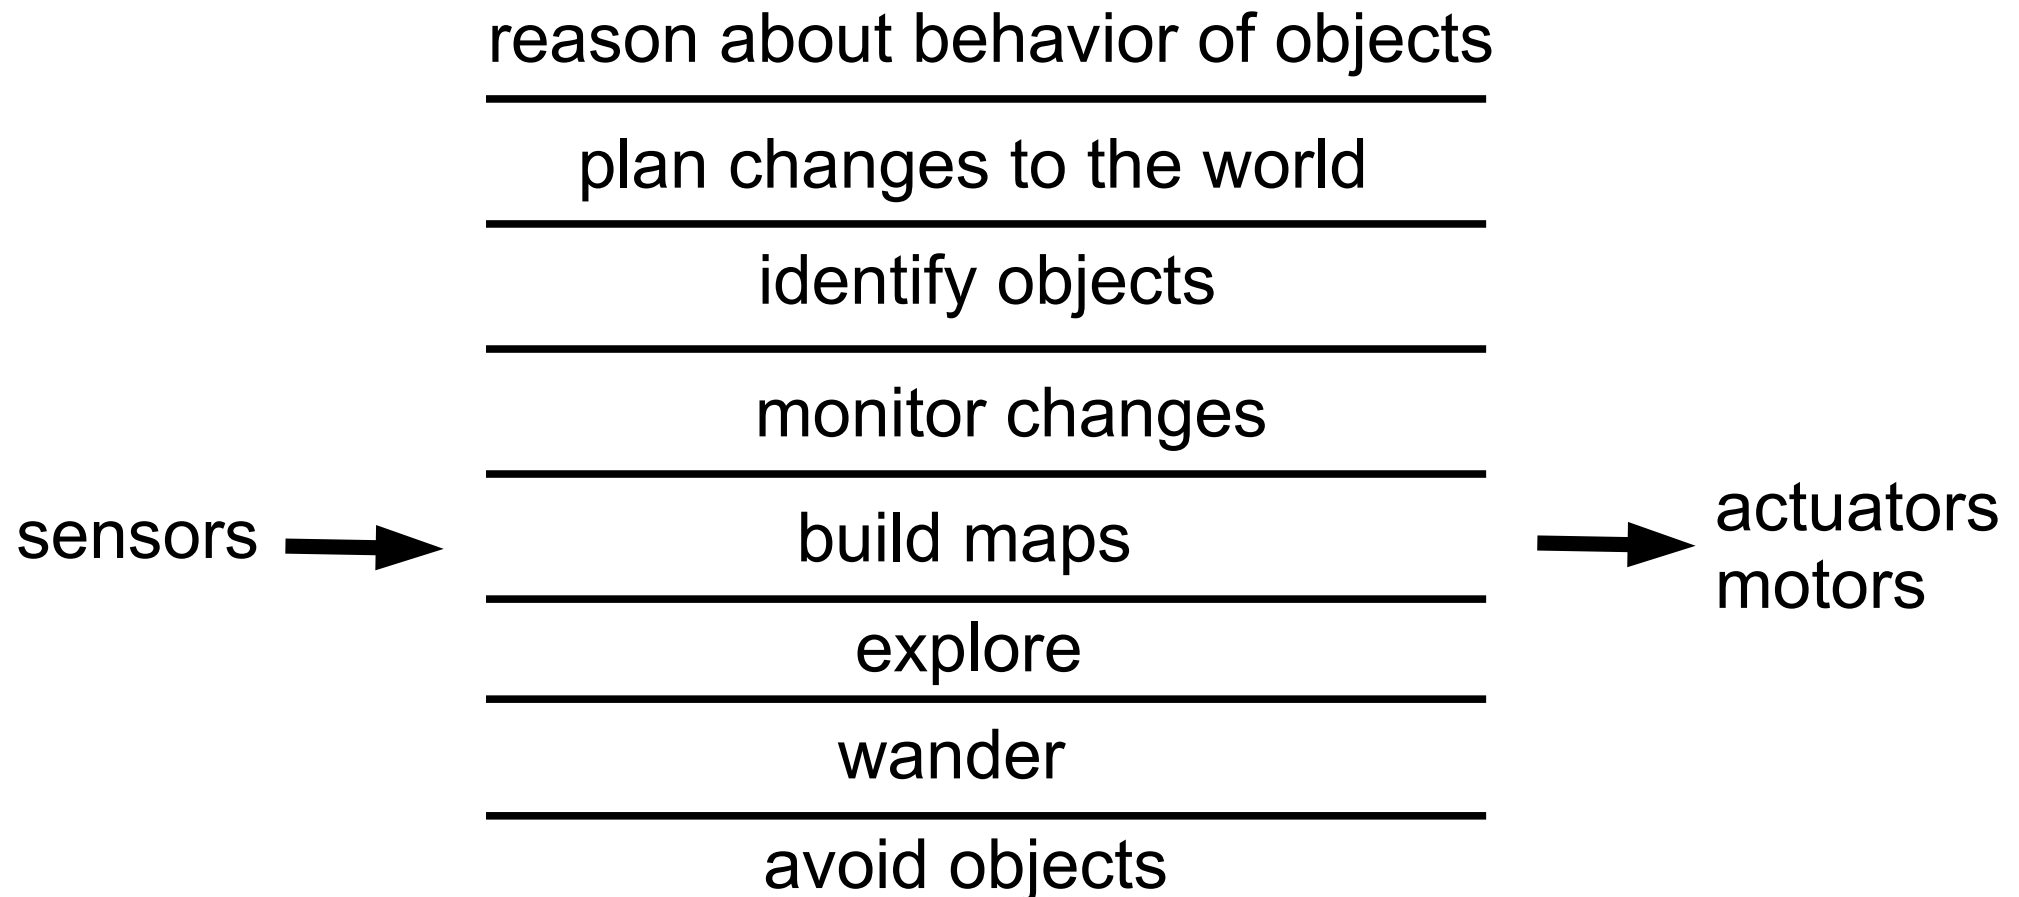 reason about behavior of objects
plan changes to the world
identify objects
monitor changes
sensors
build maps
actuators
motors
explore
wander
avoid objects